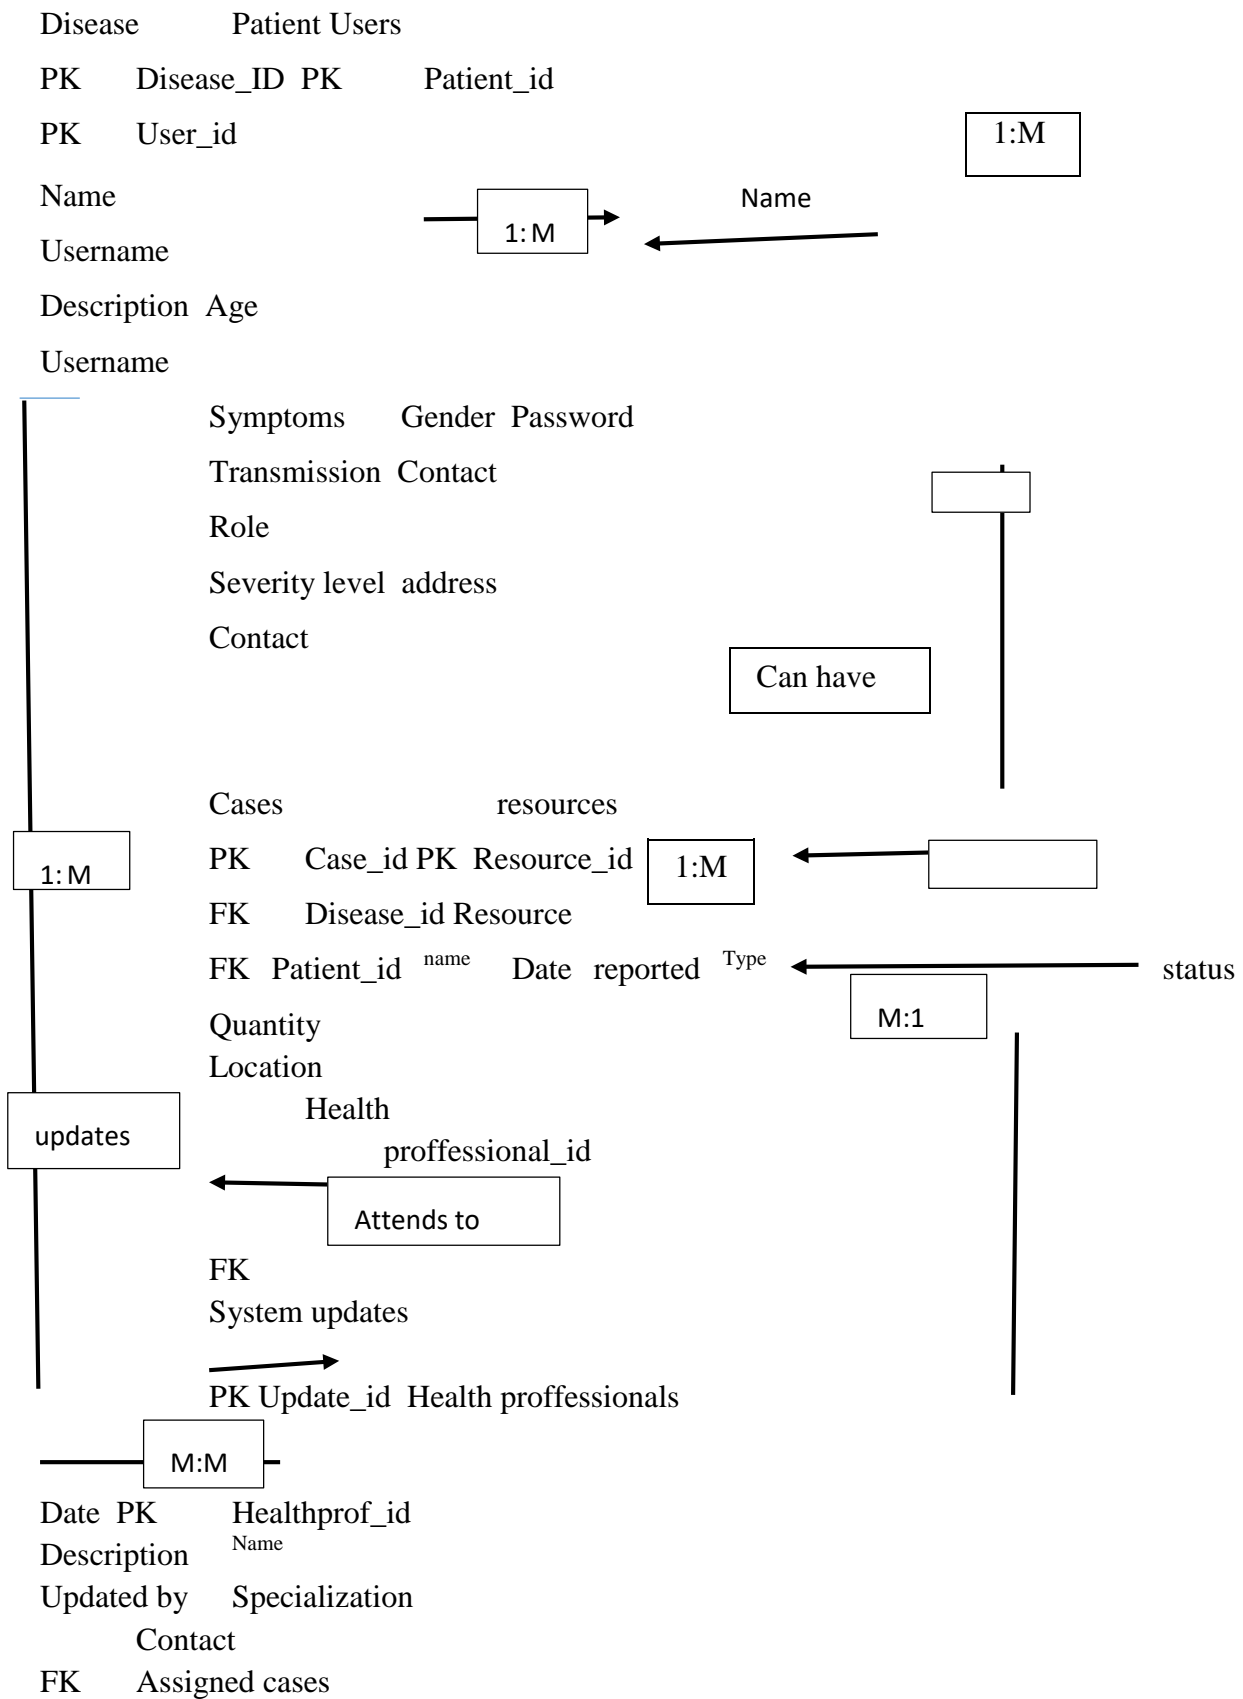 Disease Patient Users
PK Disease_ID PK Patient_id
PK User_id
1:M
Name
1: M
Name
Username
Description Age
Username
Symptoms Gender Password
Transmission Contact
Role
Severity level address
Contact
Can have
Cases resources
PK Case_id PK Resource_id 1:M
1: M
FK Disease_id Resource
FK Patient_id name Date reported Type status
Quantity
M:1
Location
Health
updates
proffessional_id
Attends to
FK
System updates
PK Update_id Health proffessionals
M:M
Date PK Healthprof_id
Description Name
Updated by Specialization
Contact
FK Assigned cases